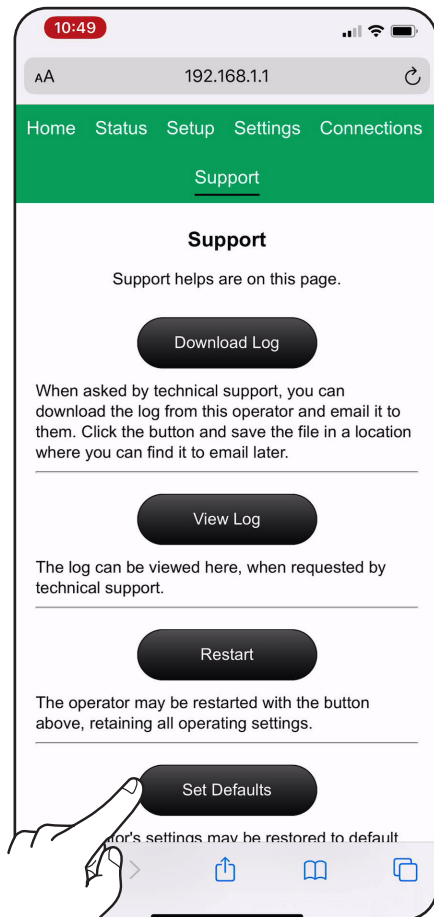 10:49
AA 192.168.1.1
Home Status Setup Settings Connections
Support
Support
Support helps are on this page.
Download Log
When asked by technical support, you can
download the log from this operator and email it to
them. Click the button and save the file in a location
where you can find it to email later.
View Log
The log can be viewed here, when requested by
technical support.
Restart
The operator may be restarted with the button
above, retaining all operating settings.
Set Defaults
settings may be restored to default